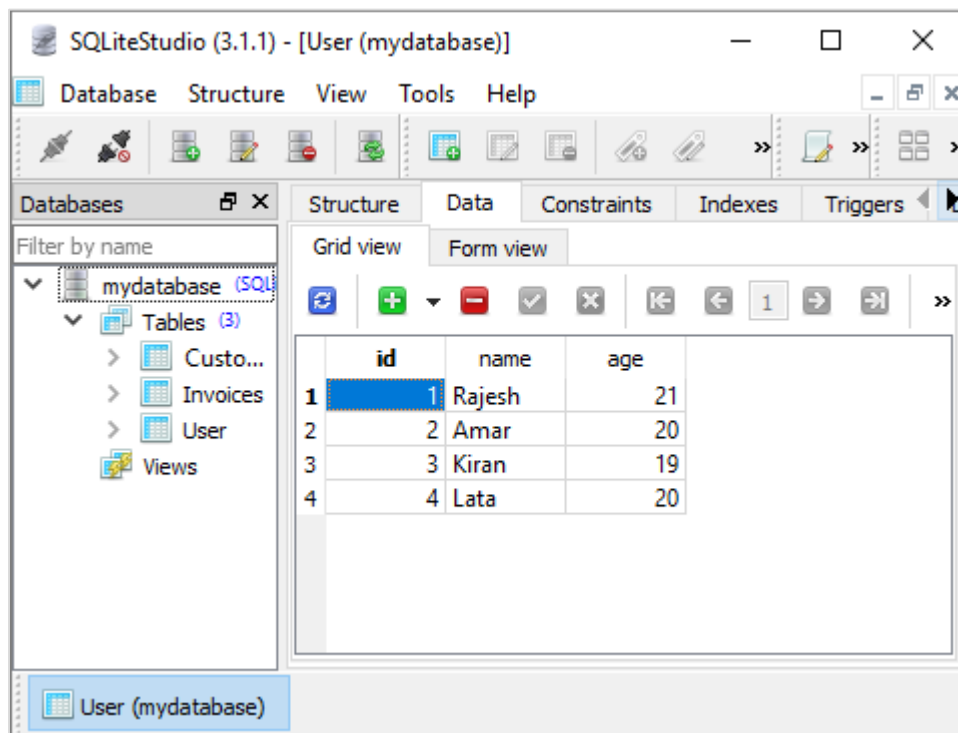 SQLiteStudio (3.1.1) - [User (mydatabase)]
Database Structure View Tools Help
Databases
Filter by name
mydatabase (SQL
Tables (3)
Custo...
Invoices
User
Views
Structure Data Constraints Indexes Triggers
Grid view Form view
1
id name age
1 1 Rajesh 21
2 2 Amar 20
3 3 Kiran 19
4 4 Lata 20
User (mydatabase)